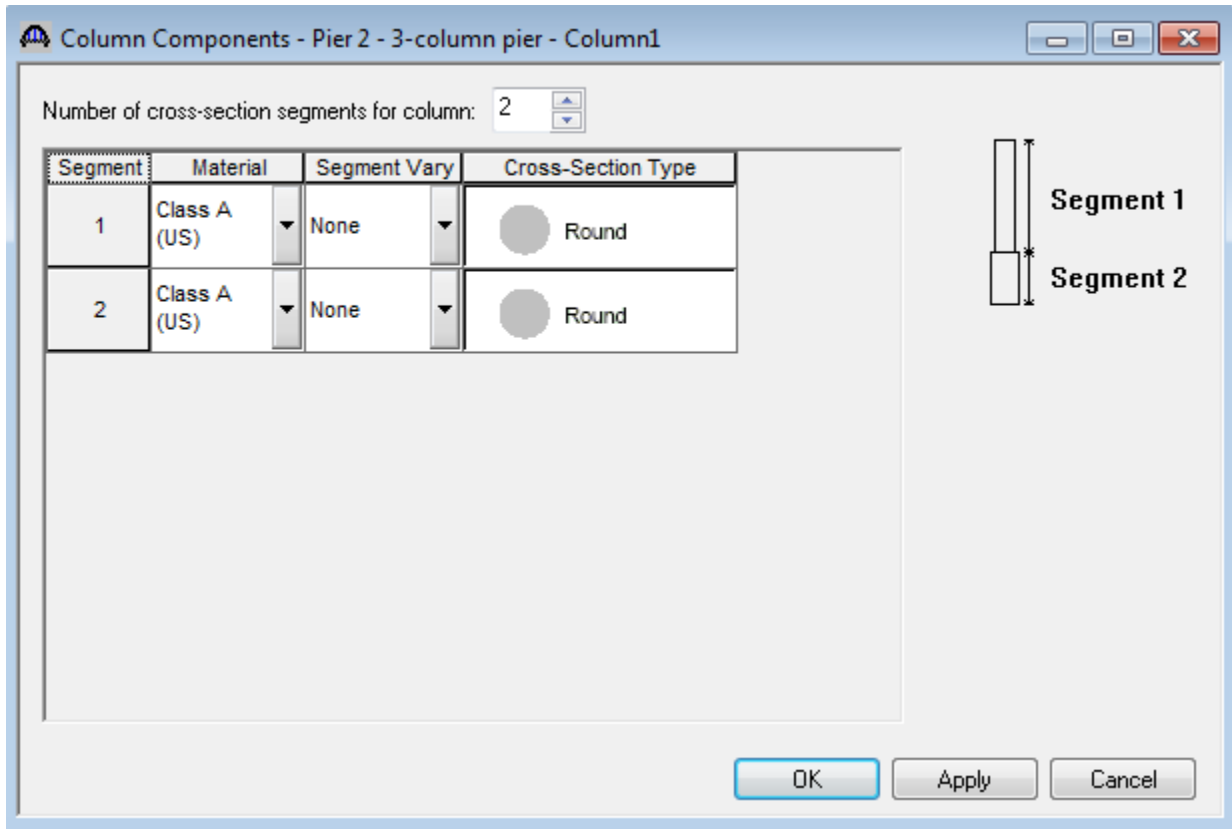 Column Components - Pier 2 - 3-column pier - Column1
Number of cross-section segments for column: 2
Segment Material Segment Vary Cross-Section Type
1 Class A (US) None Round
2 Class A (US) None Round
Segment 1
Segment 2
OK Apply Cancel